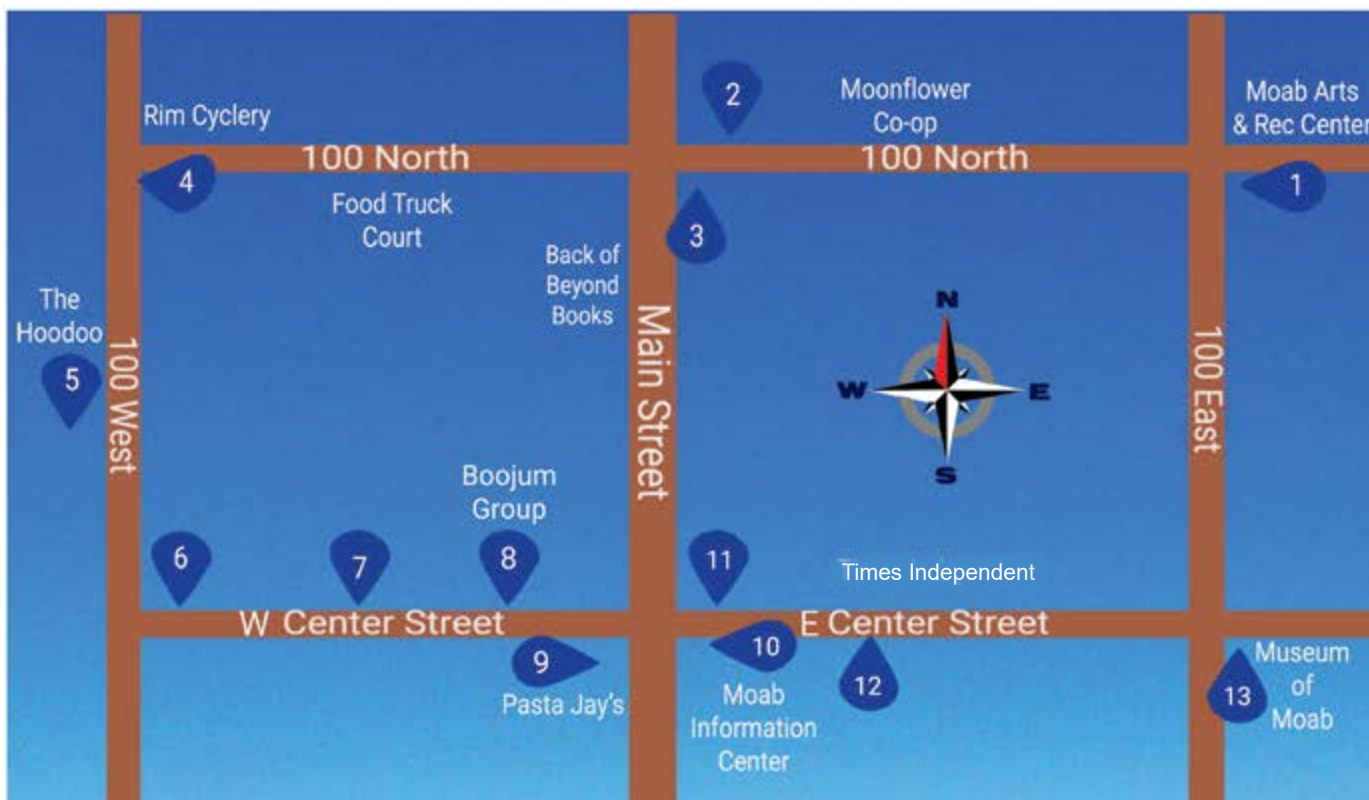 Rim Cyclery
2
Moonflower
Co-op
Moab Arts
& Rec Center
100 North
100 North
4
1
Food Truck
Court
3
Back of
Beyond
Books
The
Hoodoo
5
100 West
Main Street
100 East
N
W
E
S
Boojum
Group
6
7
8
11
Times Independent
W Center Street
E Center Street
9
Pasta Jay's
10
Moab
Information
Center
12
13
Museum
of
Moab